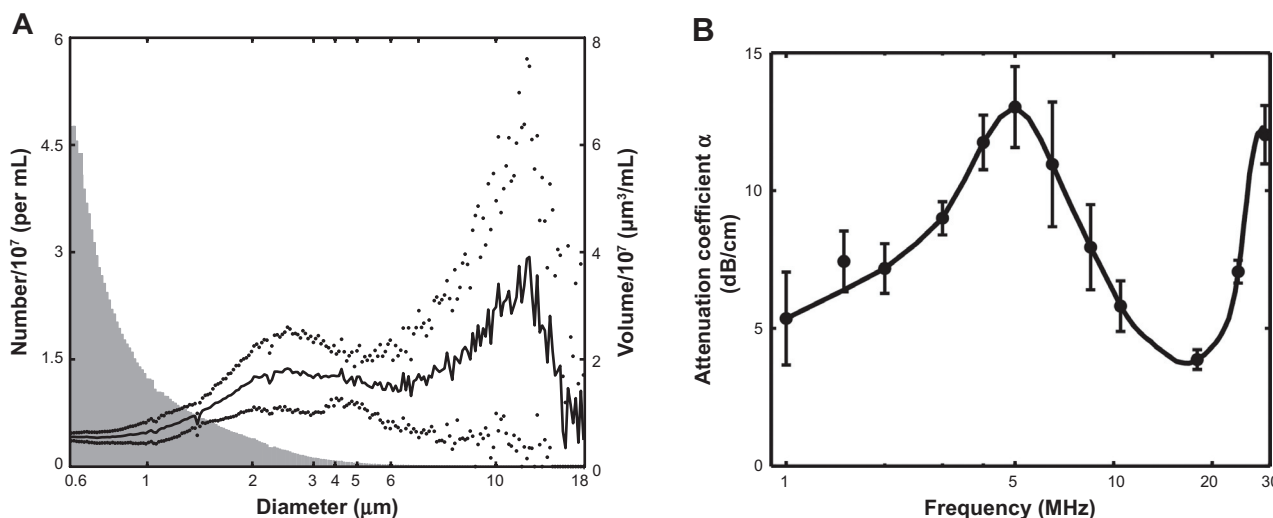 A
6
4.5
3
1.5
0
Number/10⁷ (per mL)
8
6
4
2
0
Volume/10⁷ (μm³/mL)
0.6 1 2 3 4 5 6 10 18
Diameter (μm)
B
15
10
5
0
Attenuation coefficient α
(dB/cm)
1 5 10 20 30
Frequency (MHz)